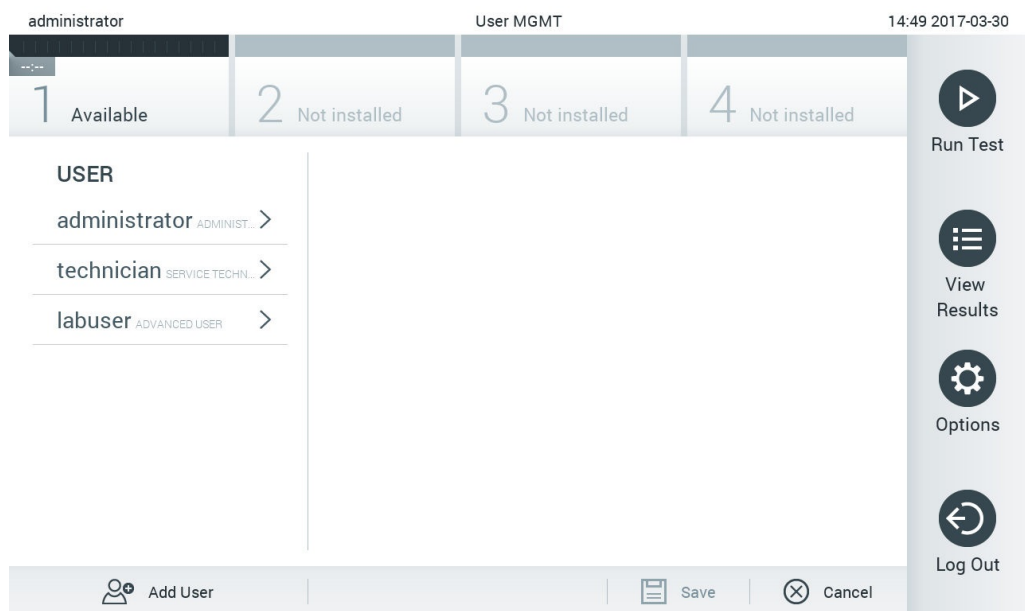 administrator User MGMT 14:49 2017-03-30
--:--
1 Available 2 Not installed 3 Not installed 4 Not installed
Run Test
USER
administrator ADMINIST...
technician SERVICE TECHN...
labuser ADVANCED USER
View
Results
Options
Log Out
Add User Save Cancel